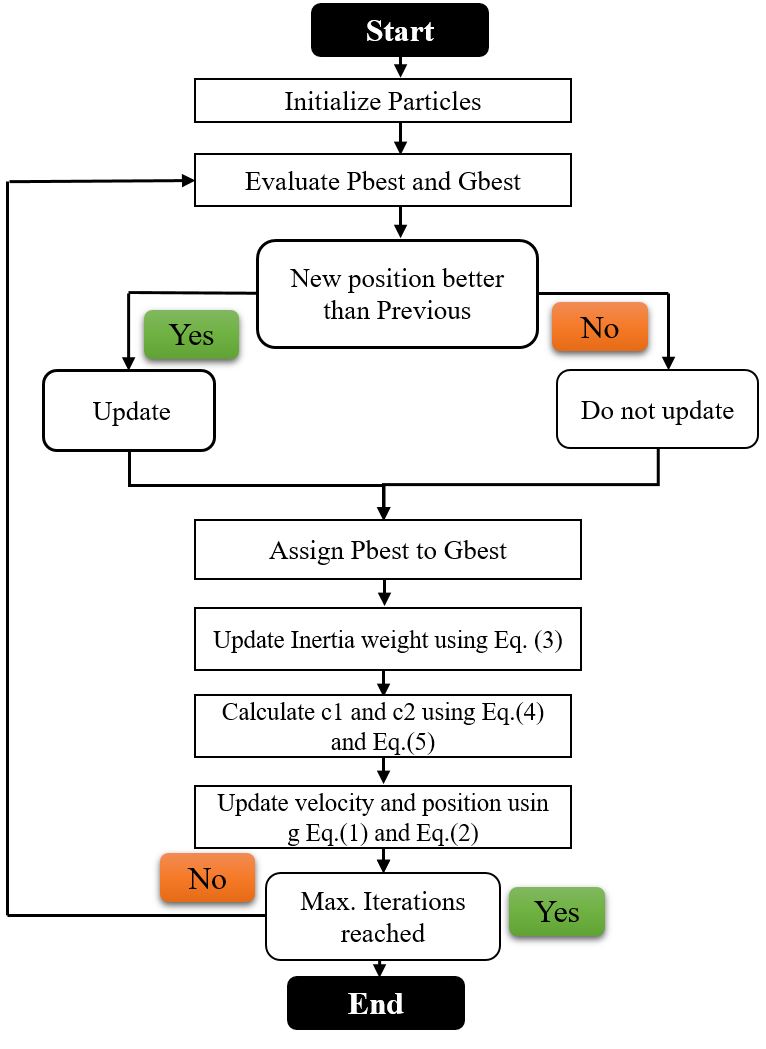 Start
Initialize Particles
Evaluate Pbest and Gbest
New position better
than Previous
Yes
No
Update
Do not update
Assign Pbest to Gbest
Update Inertia weight using Eq. (3)
Calculate c1 and c2 using Eq.(4)
and Eq.(5)
Update velocity and position usin
g Eq.(1) and Eq.(2)
No
Max. Iterations
reached
Yes
End